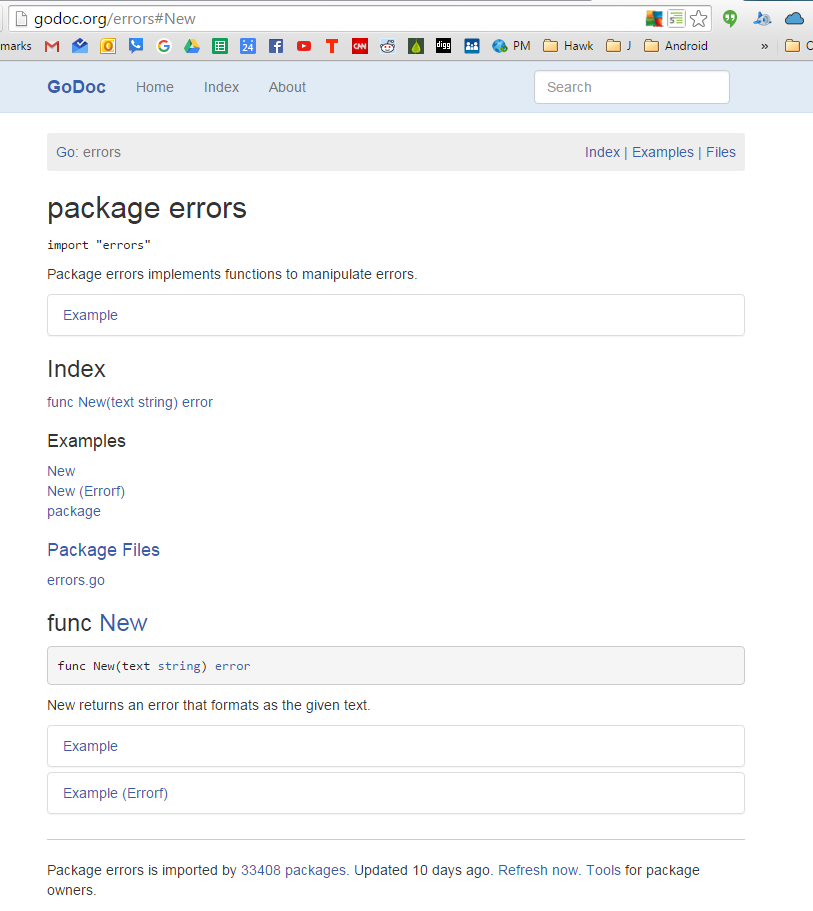 godoc.org/errors#New
marks
24
T
CNN
digg
PM
Hawk
J
Android
»
GoDoc Home Index About Search
Go: errors Index | Examples | Files
package errors
import "errors"
Package errors implements functions to manipulate errors.
Example
Index
func New(text string) error
Examples
New
New (Errorf)
package
Package Files
errors.go
func New
func New(text string) error
New returns an error that formats as the given text.
Example
Example (Errorf)
Package errors is imported by 33408 packages. Updated 10 days ago. Refresh now. Tools for package
owners.